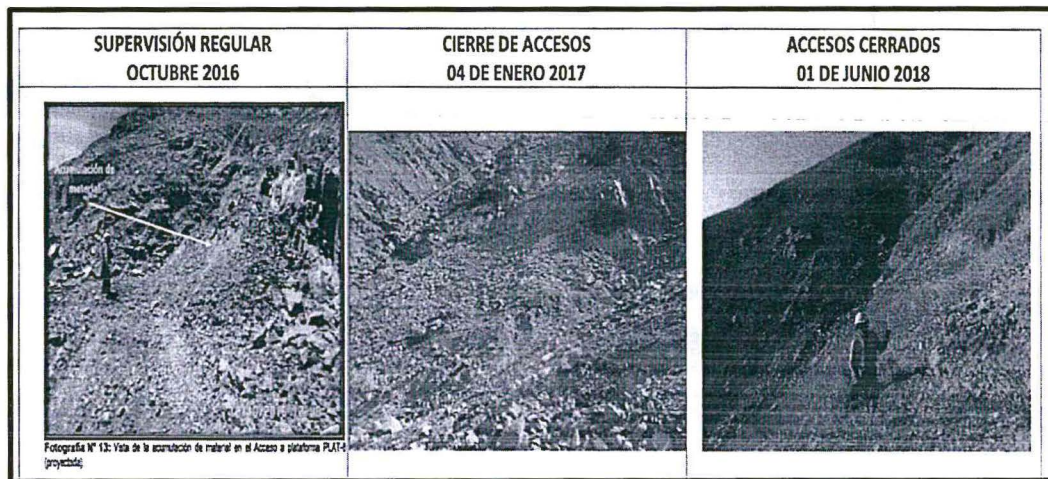 SUPERVISIÓN REGULAR
OCTUBRE 2016
CIERRE DE ACCESOS
04 DE ENERO 2017
ACCESOS CERRADOS
01 DE JUNIO 2018
Acumulación de
material
Fotografía N° 13: Vista de la acumulación de material en el Acceso a plataforma PLAT-
(proyectada)